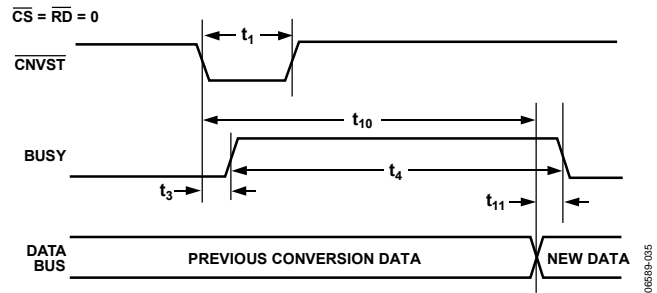 CS = RD = 0
t1
CNVST
t10
BUSY
t4
t3
t11
DATA
BUS
PREVIOUS CONVERSION DATA
NEW DATA
06589-035